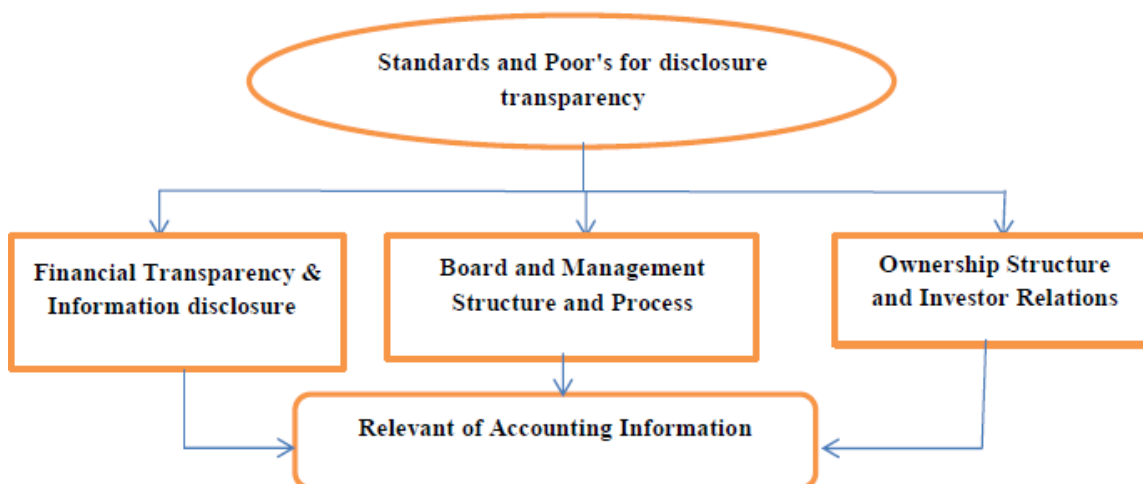 Standards and Poor's for disclosure
transparency
Financial Transparency &
Information disclosure
Board and Management
Structure and Process
Ownership Structure
and Investor Relations
Relevant of Accounting Information